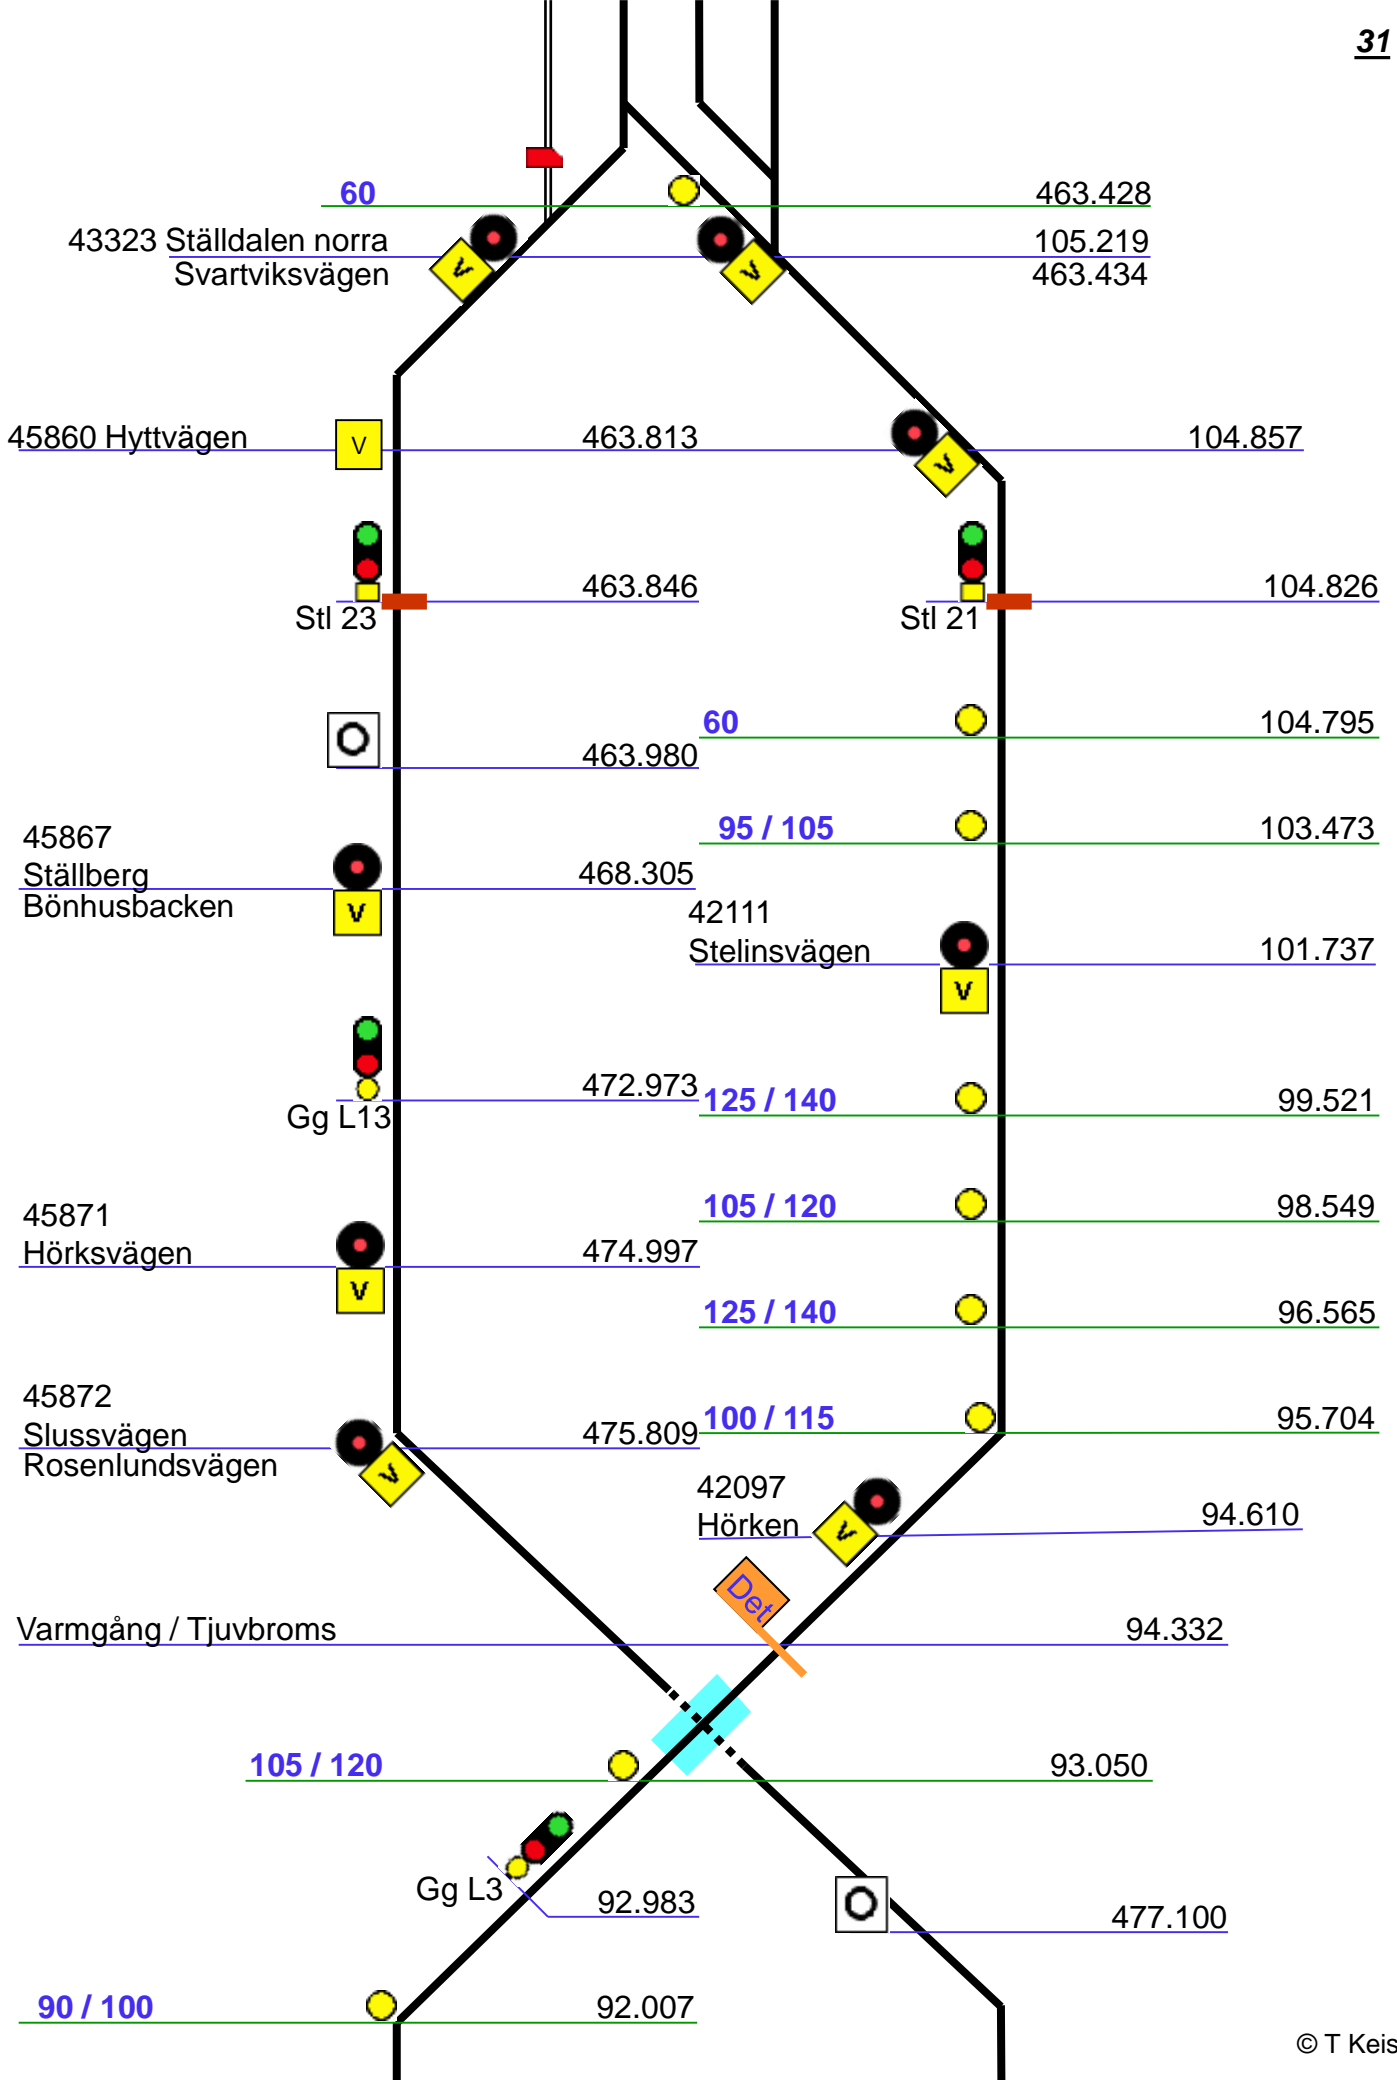 31
60 463.428
43323 Ställdalen norra 105.219
Svartviksvägen 463.434
V V
45860 Hyttvägen V 463.813 V 104.857
463.846 104.826
Stl 23 Stl 21
60 104.795
O 463.980
95 / 105 103.473
45867
Ställberg 468.305
Bönhusbacken V
42111
Stelinsvägen 101.737
V
472.973 125 / 140 99.521
Gg L13
105 / 120 98.549
45871
Hörksvägen 474.997
V
125 / 140 96.565
45872
Slussvägen 475.809 100 / 115 95.704
Rosenlundsvägen V
42097
Hörken V 94.610
Det
Varmgång / Tjuvbroms 94.332
105 / 120 93.050
Gg L3 92.983 O 477.100
90 / 100 92.007
© T Keis